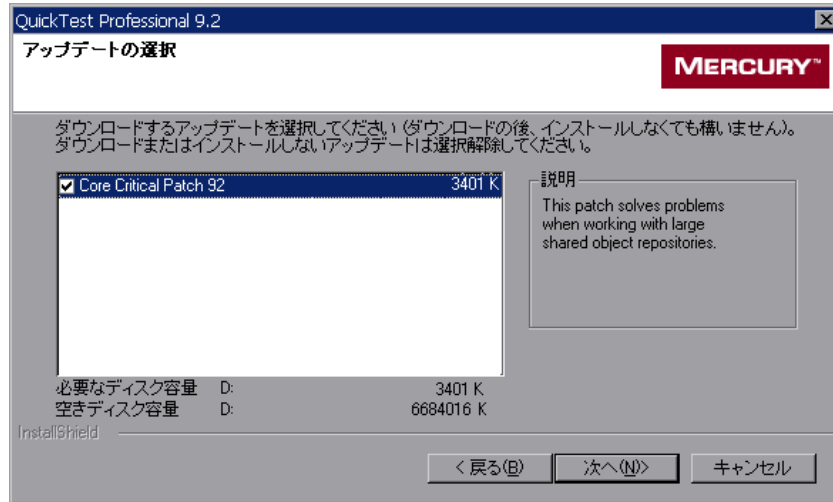 QuickTest Professional 9.2
アップデートの選択
MERCURY™
ダウンロードするアップデートを選択してください (ダウンロードの後、インストールしなくても構いません)。
ダウンロードまたはインストールしないアップデートは選択解除してください。
Core Critical Patch 92 3401 K
説明
This patch solves problems
when working with large
shared object repositories.
必要なディスク容量 D: 3401 K
空きディスク容量 D: 6684016 K
InstallShield
< 戻る(B) 次へ(N)> キャンセル